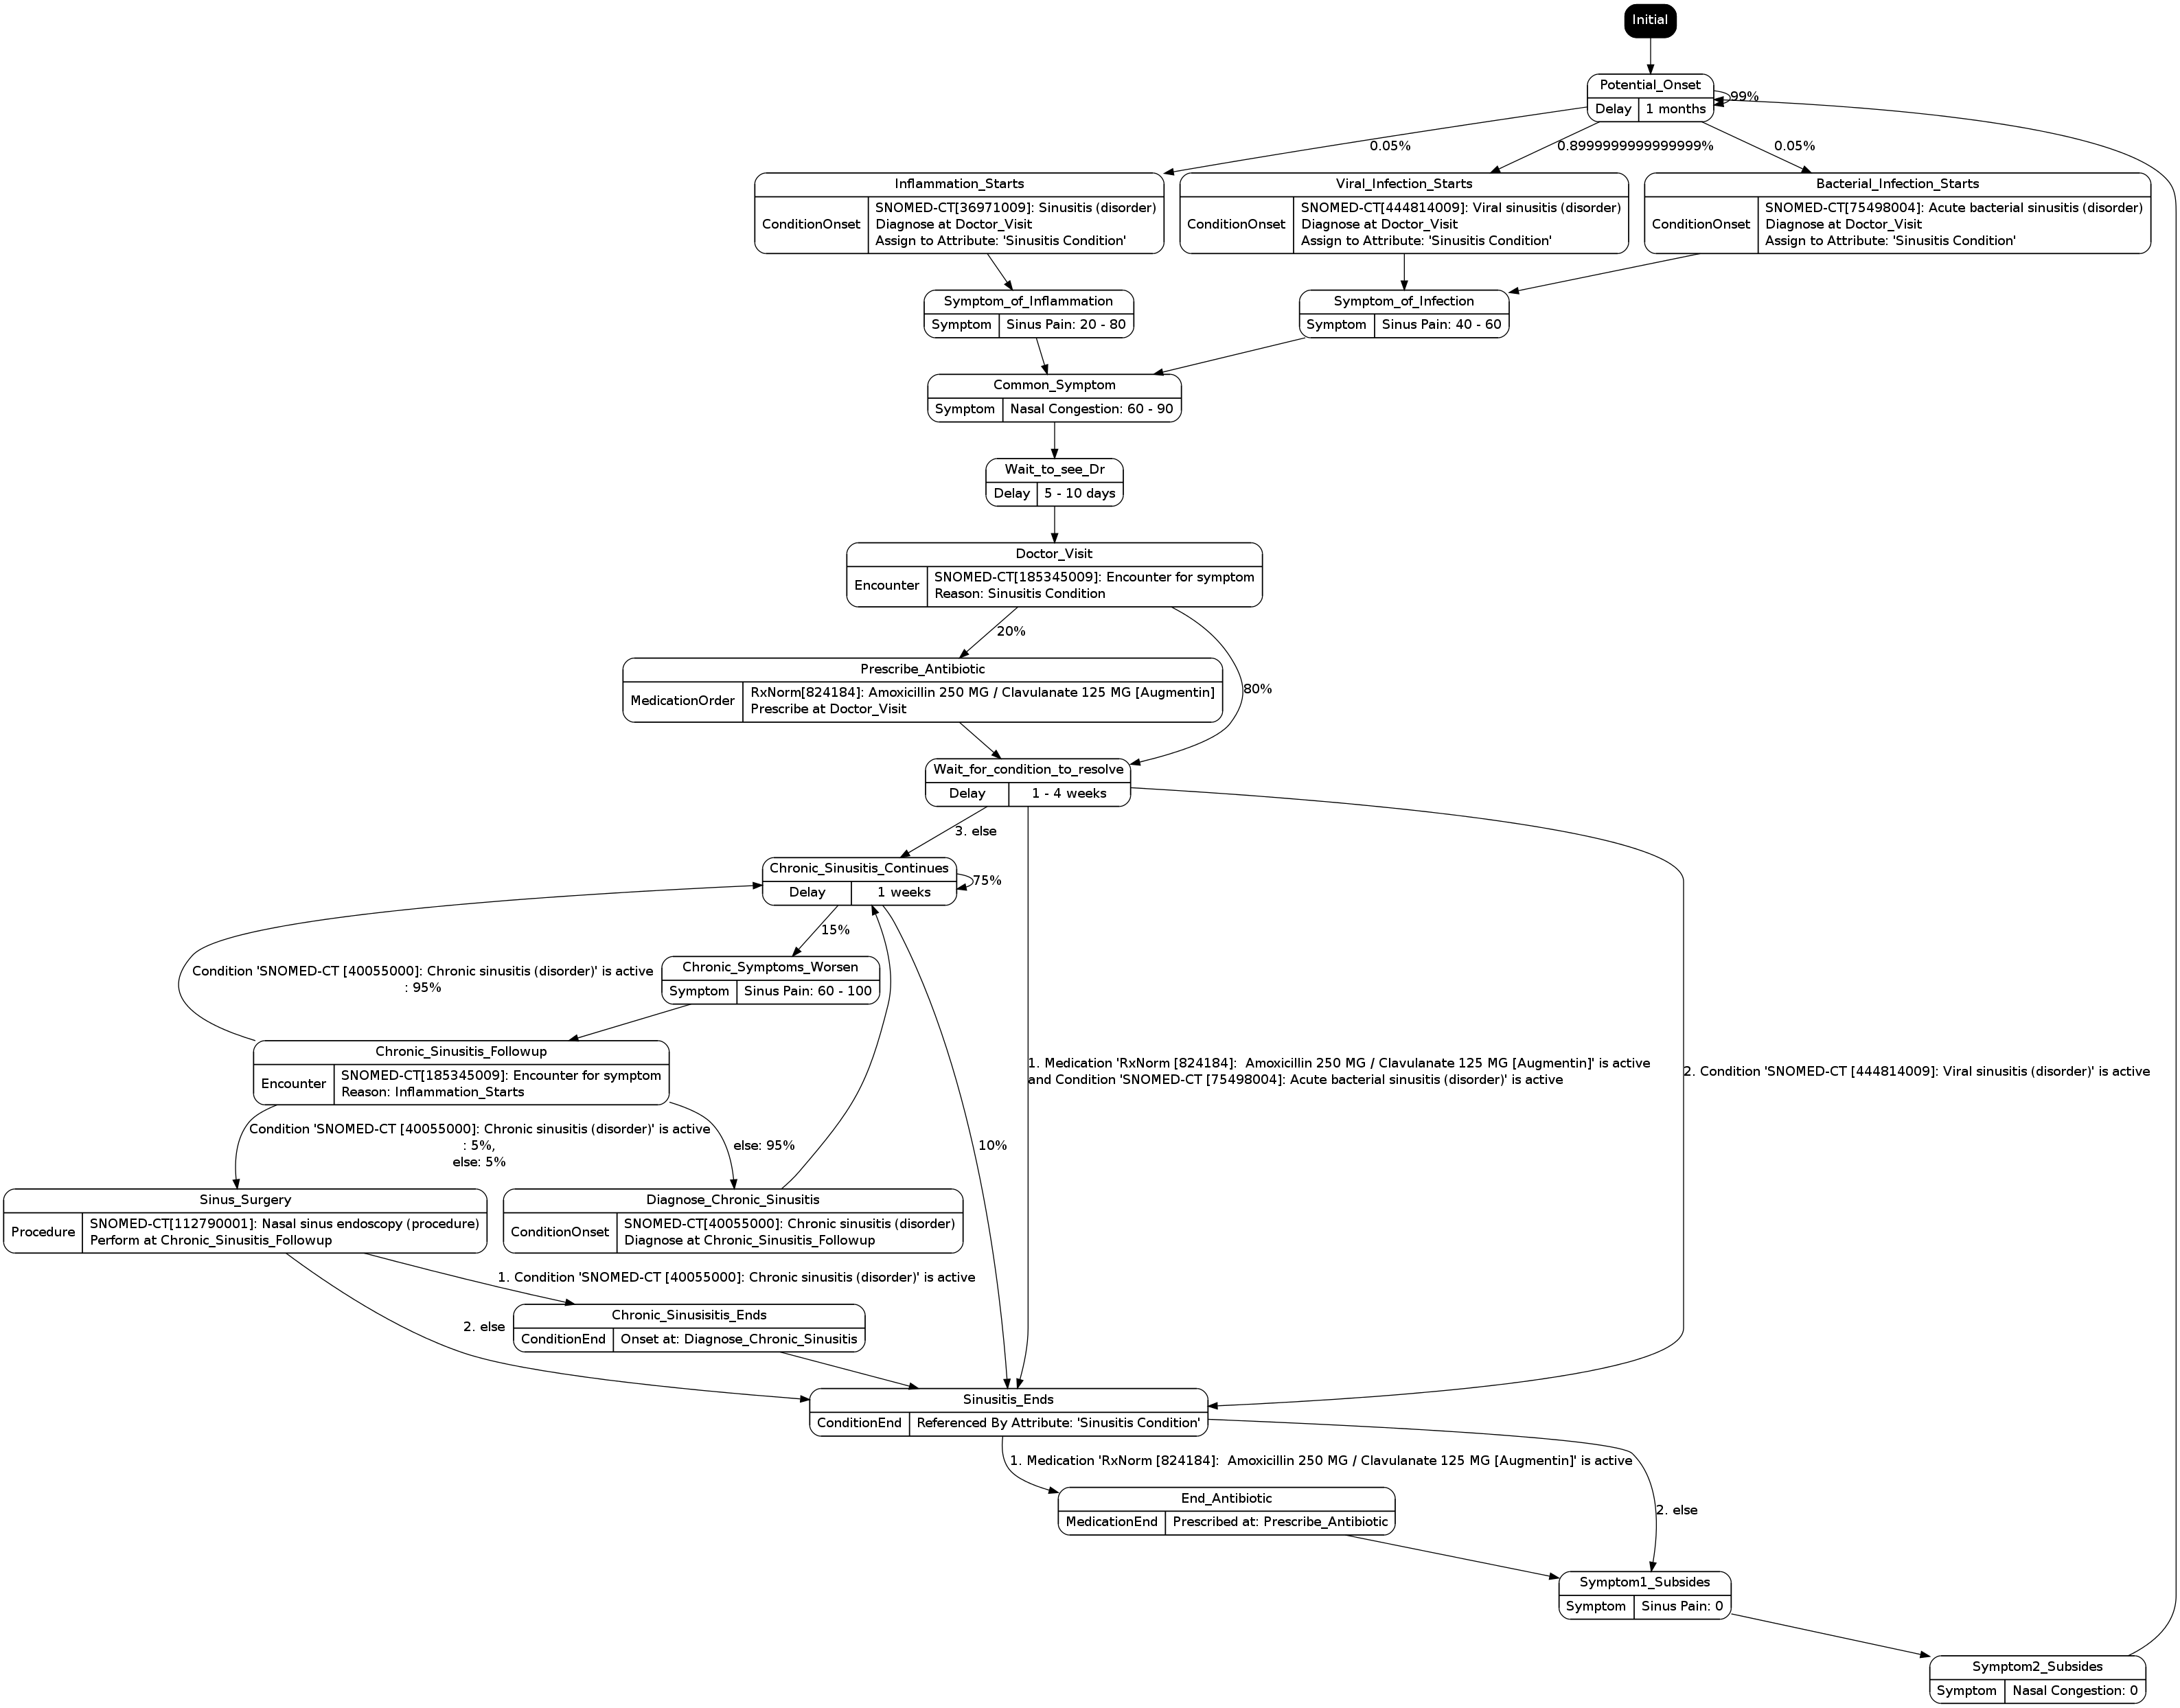 Initial
Potential_Onset
Delay
1 months
99%
0.05%
0.8999999999999999%
0.05%
Inflammation_Starts
ConditionOnset
SNOMED-CT[36971009]: Sinusitis (disorder)
Diagnose at Doctor_Visit
Assign to Attribute: 'Sinusitis Condition'
Viral_Infection_Starts
ConditionOnset
SNOMED-CT[444814009]: Viral sinusitis (disorder)
Diagnose at Doctor_Visit
Assign to Attribute: 'Sinusitis Condition'
Bacterial_Infection_Starts
ConditionOnset
SNOMED-CT[75498004]: Acute bacterial sinusitis (disorder)
Diagnose at Doctor_Visit
Assign to Attribute: 'Sinusitis Condition'
Symptom_of_Inflammation
Symptom
Sinus Pain: 20 - 80
Symptom_of_Infection
Symptom
Sinus Pain: 40 - 60
Common_Symptom
Symptom
Nasal Congestion: 60 - 90
Wait_to_see_Dr
Delay
5 - 10 days
Doctor_Visit
Encounter
SNOMED-CT[185345009]: Encounter for symptom
Reason: Sinusitis Condition
20%
80%
Prescribe_Antibiotic
MedicationOrder
RxNorm[824184]: Amoxicillin 250 MG / Clavulanate 125 MG [Augmentin]
Prescribe at Doctor_Visit
Wait_for_condition_to_resolve
Delay
1 - 4 weeks
3. else
Chronic_Sinusitis_Continues
Delay
1 weeks
75%
15%
Chronic_Symptoms_Worsen
Symptom
Sinus Pain: 60 - 100
Condition 'SNOMED-CT [40055000]: Chronic sinusitis (disorder)' is active
: 95%
Chronic_Sinusitis_Followup
Encounter
SNOMED-CT[185345009]: Encounter for symptom
Reason: Inflammation_Starts
1. Medication 'RxNorm [824184]:  Amoxicillin 250 MG / Clavulanate 125 MG [Augmentin]' is active
and Condition 'SNOMED-CT [75498004]: Acute bacterial sinusitis (disorder)' is active
2. Condition 'SNOMED-CT [444814009]: Viral sinusitis (disorder)' is active
Condition 'SNOMED-CT [40055000]: Chronic sinusitis (disorder)' is active
: 5%,
else: 5%
else: 95%
10%
Sinus_Surgery
Procedure
SNOMED-CT[112790001]: Nasal sinus endoscopy (procedure)
Perform at Chronic_Sinusitis_Followup
Diagnose_Chronic_Sinusitis
ConditionOnset
SNOMED-CT[40055000]: Chronic sinusitis (disorder)
Diagnose at Chronic_Sinusitis_Followup
1. Condition 'SNOMED-CT [40055000]: Chronic sinusitis (disorder)' is active
2. else
Chronic_Sinusisitis_Ends
ConditionEnd
Onset at: Diagnose_Chronic_Sinusitis
Sinusitis_Ends
ConditionEnd
Referenced By Attribute: 'Sinusitis Condition'
1. Medication 'RxNorm [824184]:  Amoxicillin 250 MG / Clavulanate 125 MG [Augmentin]' is active
2. else
End_Antibiotic
MedicationEnd
Prescribed at: Prescribe_Antibiotic
Symptom1_Subsides
Symptom
Sinus Pain: 0
Symptom2_Subsides
Symptom
Nasal Congestion: 0